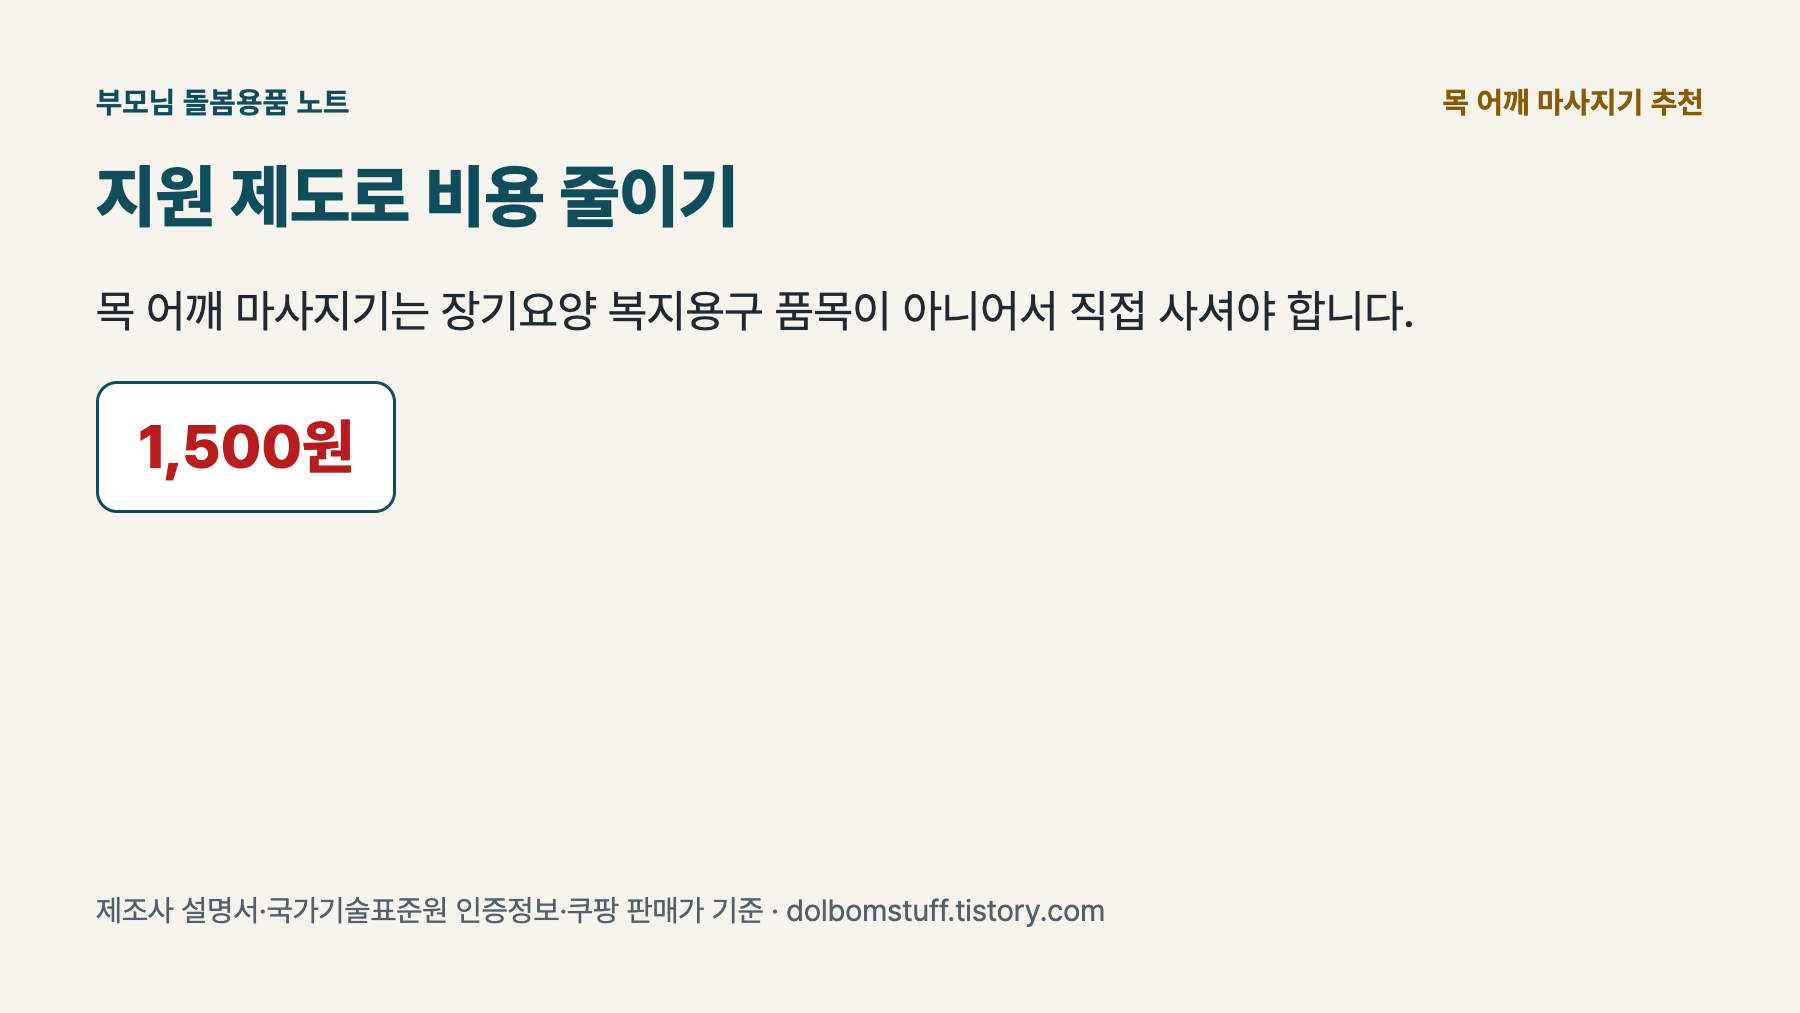 부모님 돌봄용품 노트
목 어깨 마사지기 추천
지원 제도로 비용 줄이기
목 어깨 마사지기는 장기요양 복지용구 품목이 아니어서 직접 사셔야 합니다.
1,500원
제조사 설명서·국가기술표준원 인증정보·쿠팡 판매가 기준 · dolbomstuff.tistory.com